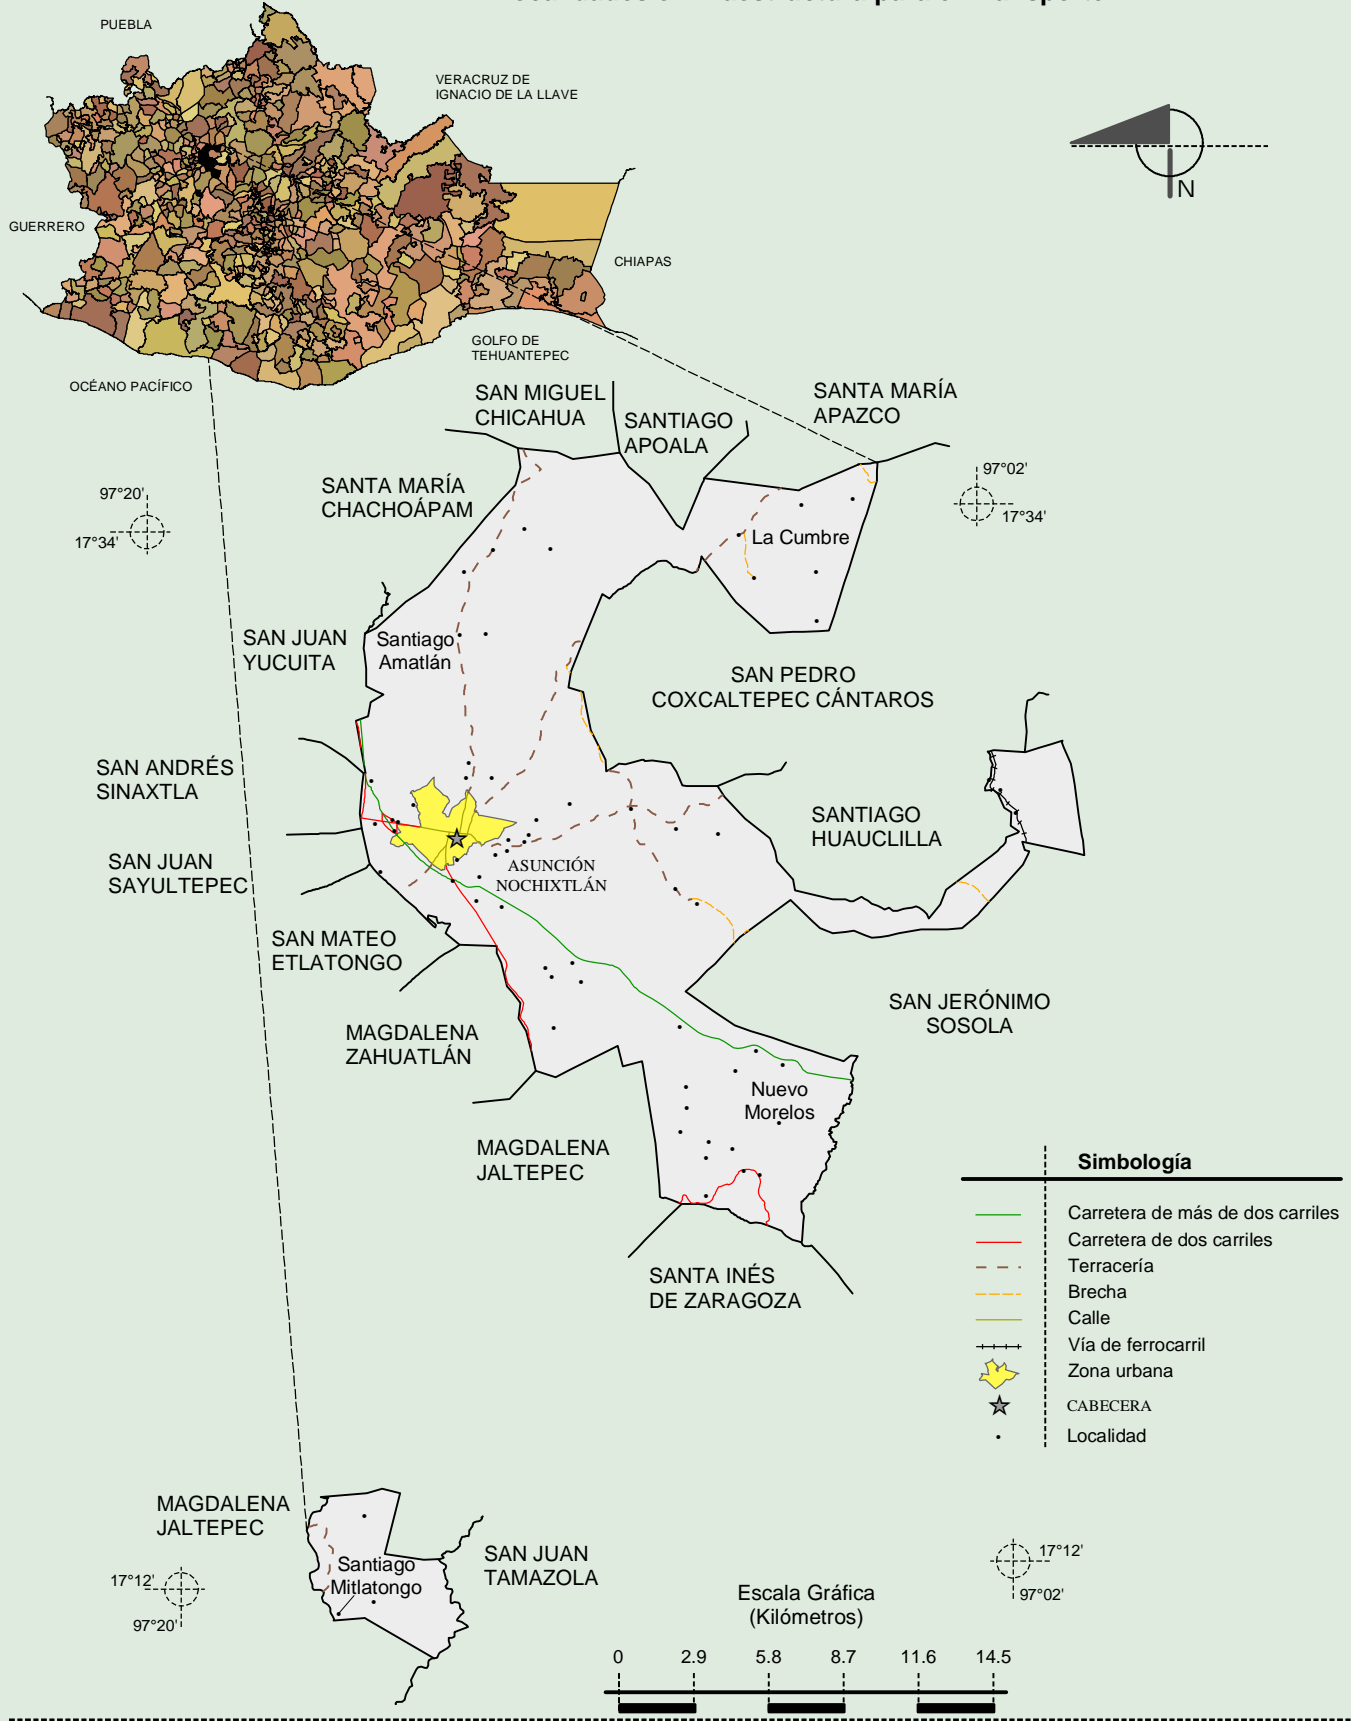 PUEBLA
VERACRUZ DE
IGNACIO DE LA LLAVE
N
GUERRERO
CHIAPAS
GOLFO DE
TEHUANTEPEC
OCÉANO PACÍFICO
SAN MIGUEL
CHICAHUA
SANTIAGO
APOALA
SANTA MARÍA
APAZCO
97°20'
17°34'
SANTA MARÍA
CHACHOÁPAM
97°02'
17°34'
La Cumbre
SAN JUAN
YUCUITA
Santiago
Amatlán
SAN PEDRO
COXCALTEPEC CÁNTAROS
SAN ANDRÉS
SINAXTLA
SANTIAGO
HUAUCLILLA
SAN JUAN
SAYULTEPEC
ASUNCIÓN
NOCHIXTLÁN
SAN MATEO
ETLATONGO
SAN JERÓNIMO
SOSOLA
MAGDALENA
ZAHUATLÁN
Nuevo
Morelos
MAGDALENA
JALTEPEC
SANTA INÉS
DE ZARAGOZA
Simbología
Carretera de más de dos carriles
Carretera de dos carriles
Terracería
Brecha
Calle
Vía de ferrocarril
Zona urbana
CABECERA
Localidad
MAGDALENA
JALTEPEC
SAN JUAN
TAMAZOLA
Santiago
Mitlatongo
17°12'
97°20'
17°12'
97°02'
Escala Gráfica
(Kilómetros)
0 2.9 5.8 8.7 11.6 14.5